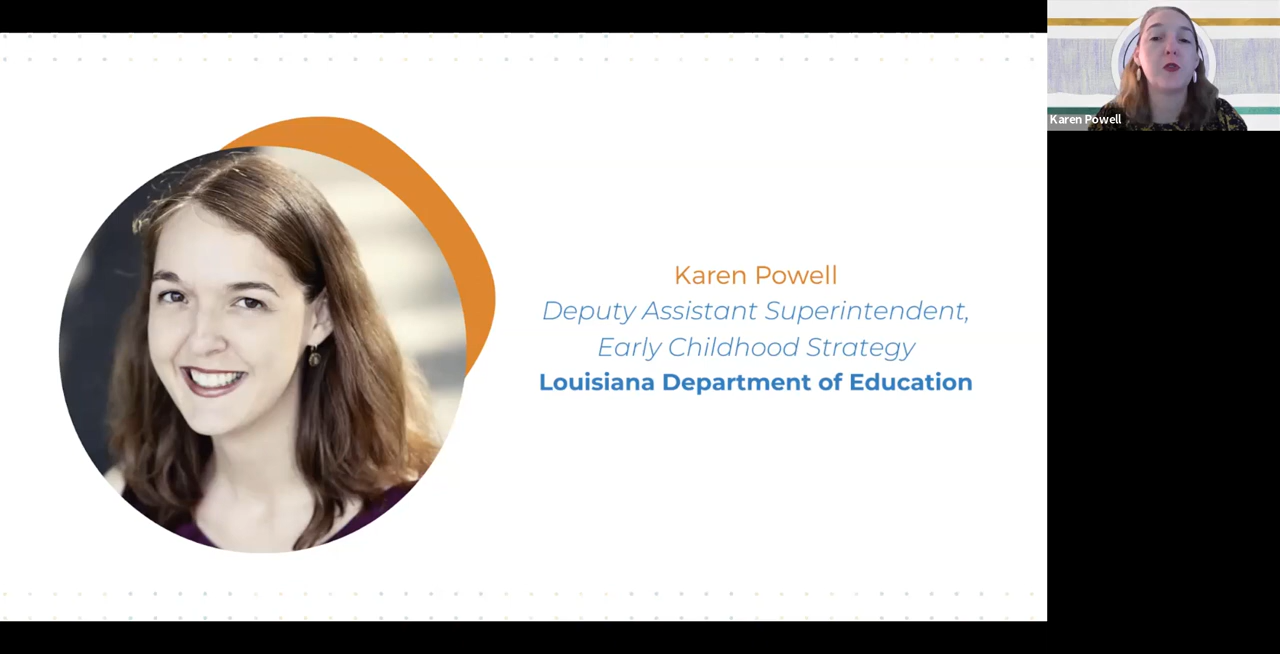 Karen Powell
Karen Powell
Deputy Assistant Superintendent,
Early Childhood Strategy
Louisiana Department of Education